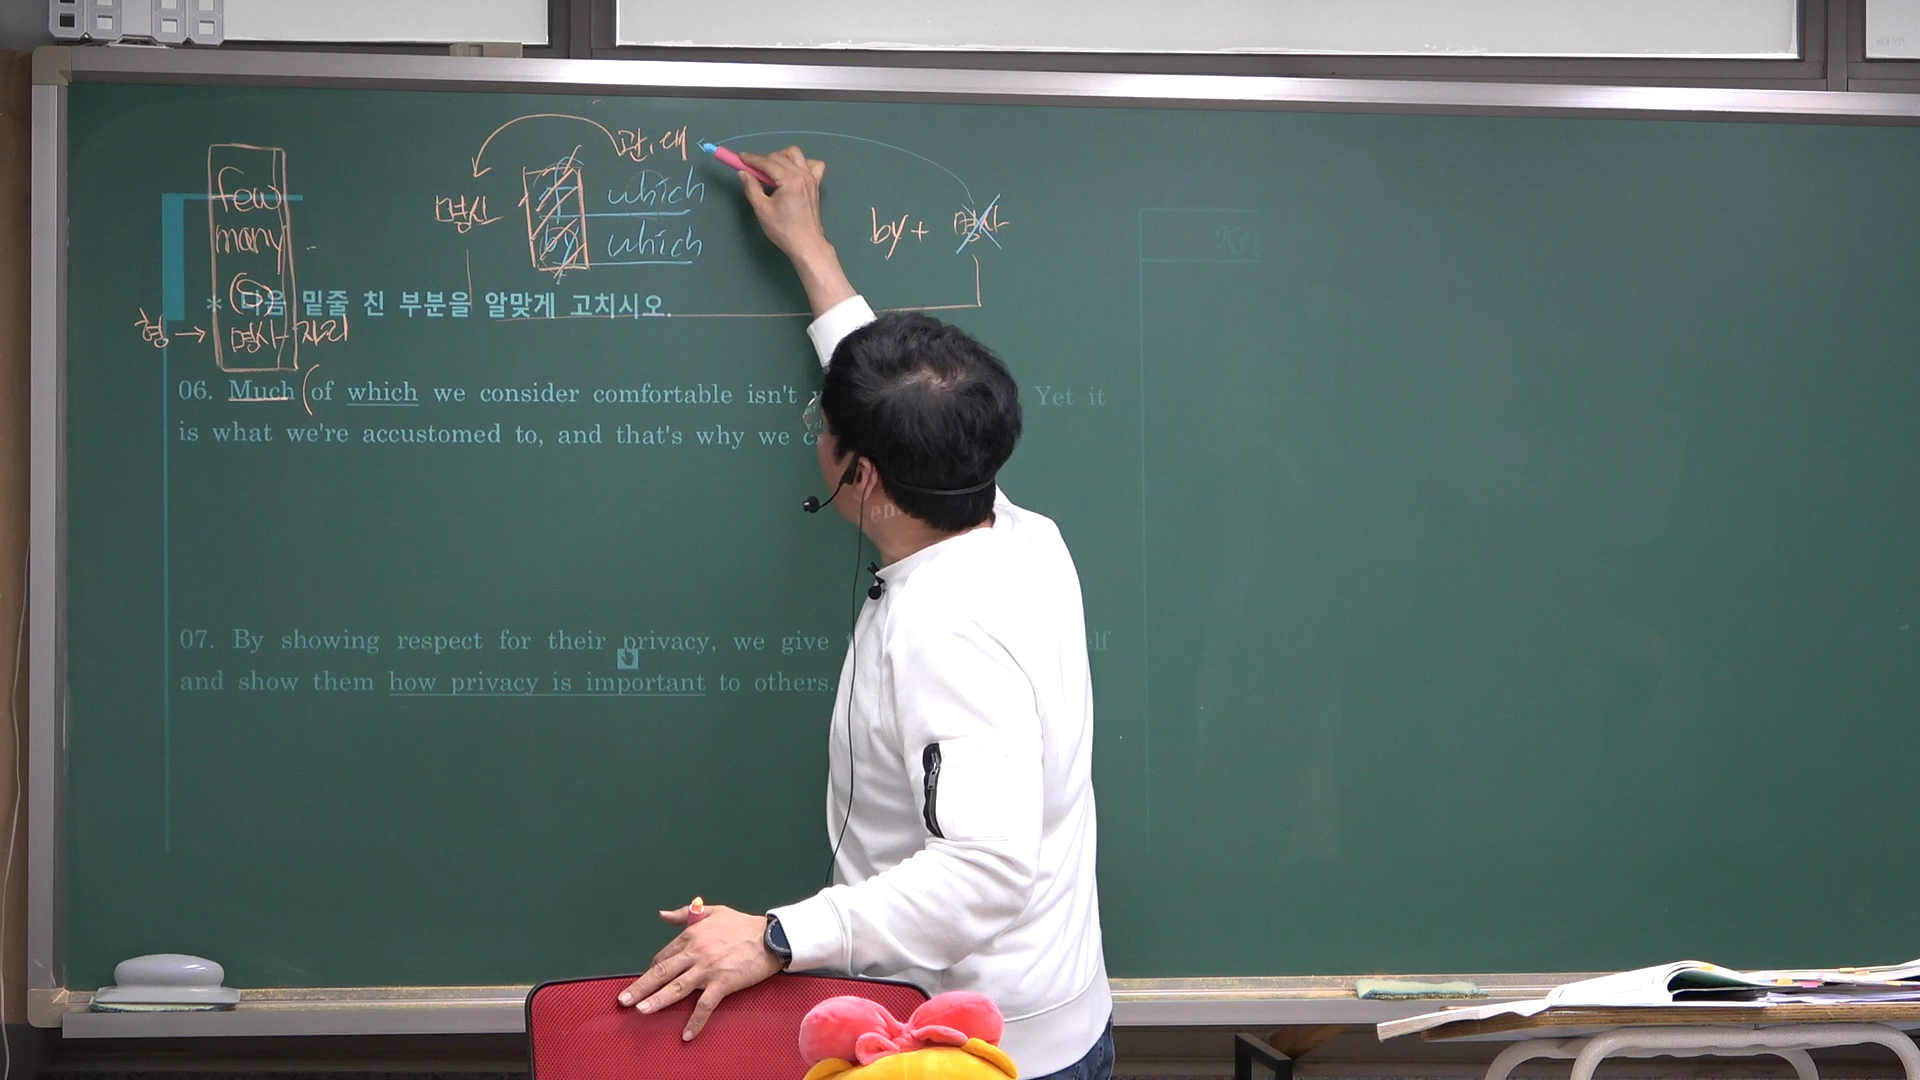 few
many
명사 자리
형 →
관.대
명사
of which
by which
by + 명사
* 다음 밑줄 친 부분을 알맞게 고치시오.
06. Much (of which we consider comfortable isn't
Yet it
is what we're accustomed to, and that's why we
07. By showing respect for their privacy, we give
and show them how privacy is important to others.